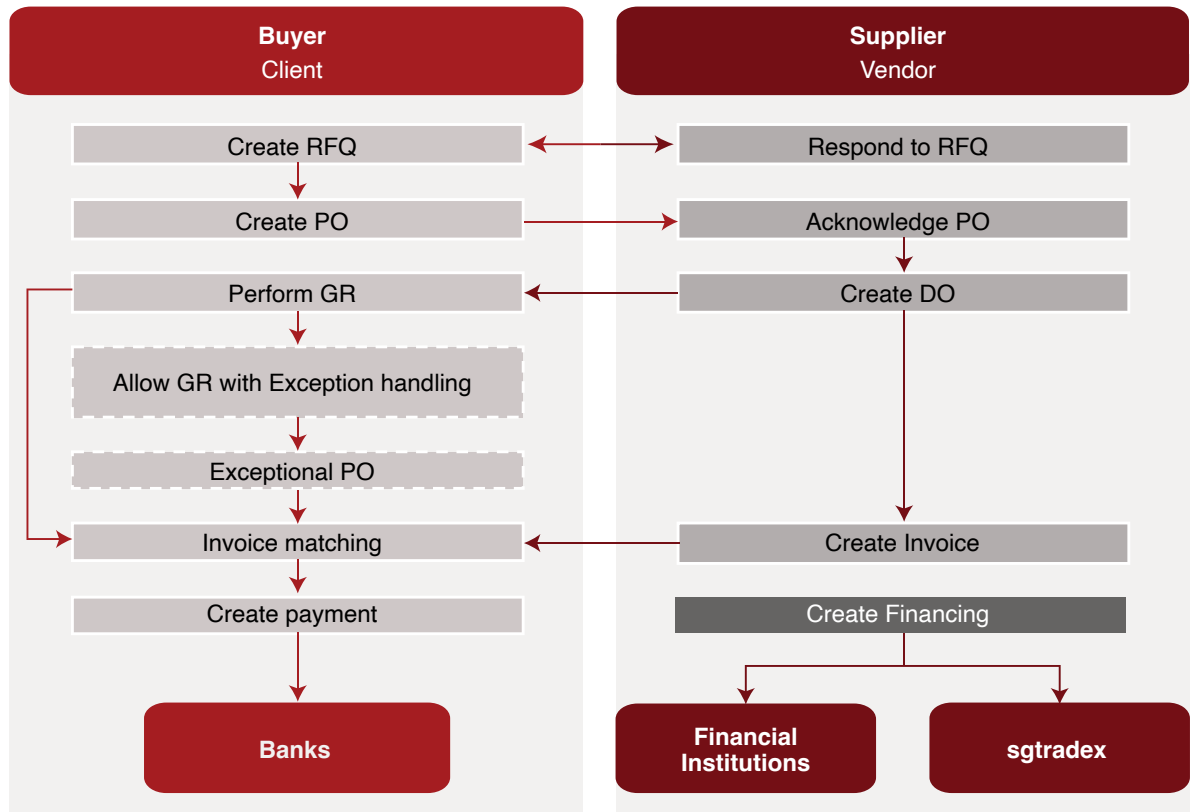 Buyer
Client
Supplier
Vendor
Create RFQ
Respond to RFQ
Create PO
Acknowledge PO
Perform GR
Create DO
Allow GR with Exception handling
Exceptional PO
Invoice matching
Create Invoice
Create payment
Create Financing
Banks
Financial
Institutions
sgtradex